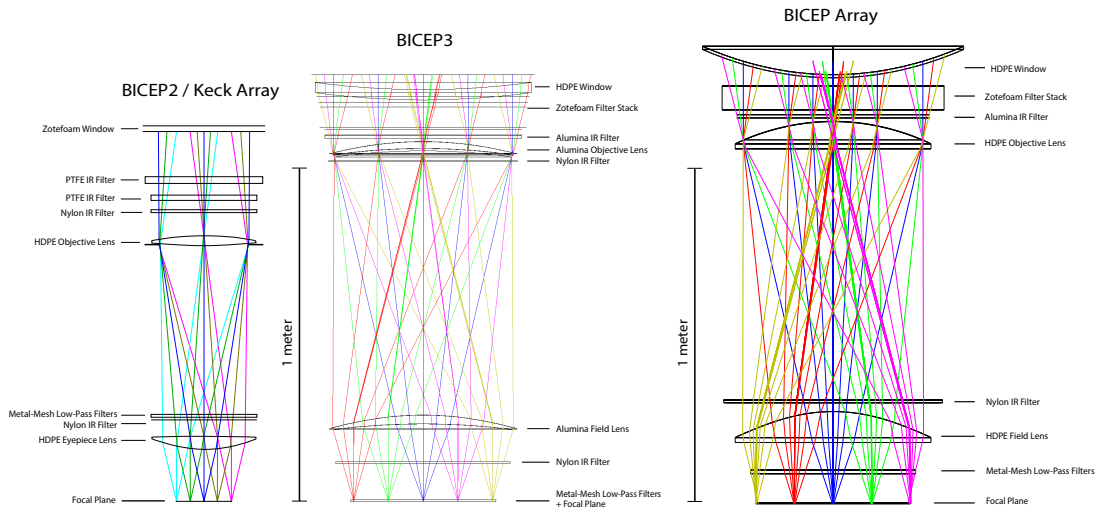 BICEP2 / Keck Array
Zotefoam Window
PTFE IR Filter
PTFE IR Filter
Nylon IR Filter
HDPE Objective Lens
Metal-Mesh Low-Pass Filters
Nylon IR Filter
HDPE Eyepiece Lens
Focal Plane
BICEP3
1 meter
HDPE Window
Zotefoam Filter Stack
Alumina IR Filter
Alumina Objective Lens
Nylon IR Filter
Alumina Field Lens
Nylon IR Filter
Metal-Mesh Low-Pass Filters
+ Focal Plane
BICEP Array
1 meter
HDPE Window
Zotefoam Filter Stack
Alumina IR Filter
HDPE Objective Lens
Nylon IR Filter
HDPE Field Lens
Metal-Mesh Low-Pass Filters
Focal Plane